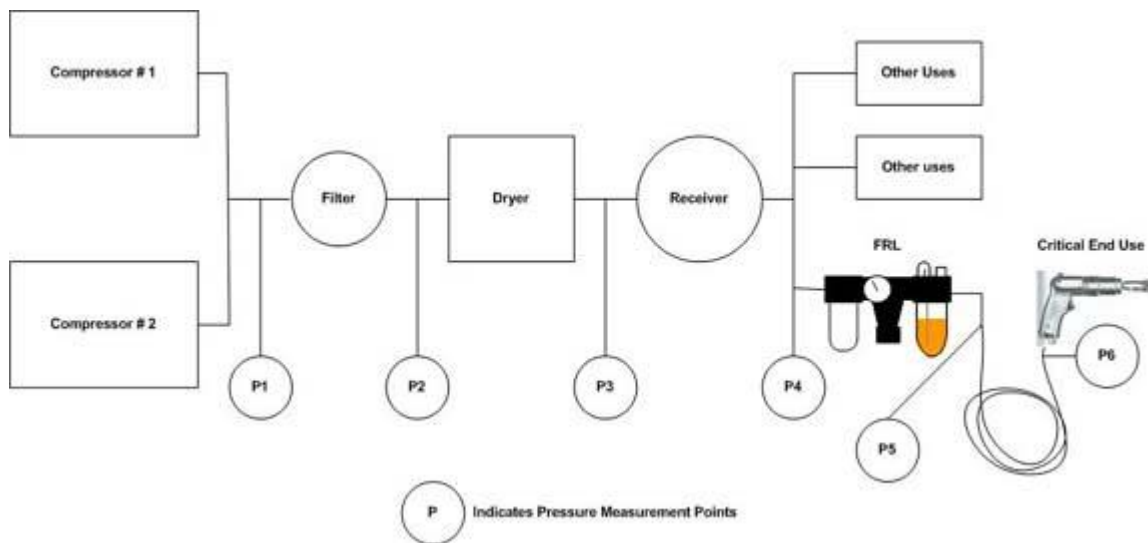 Compressor # 1
Other Uses
Other uses
Filter
Dryer
Receiver
FRL
Critical End Use
Compressor # 2
P1
P2
P3
P4
P5
P6
P
Indicates Pressure Measurement Points